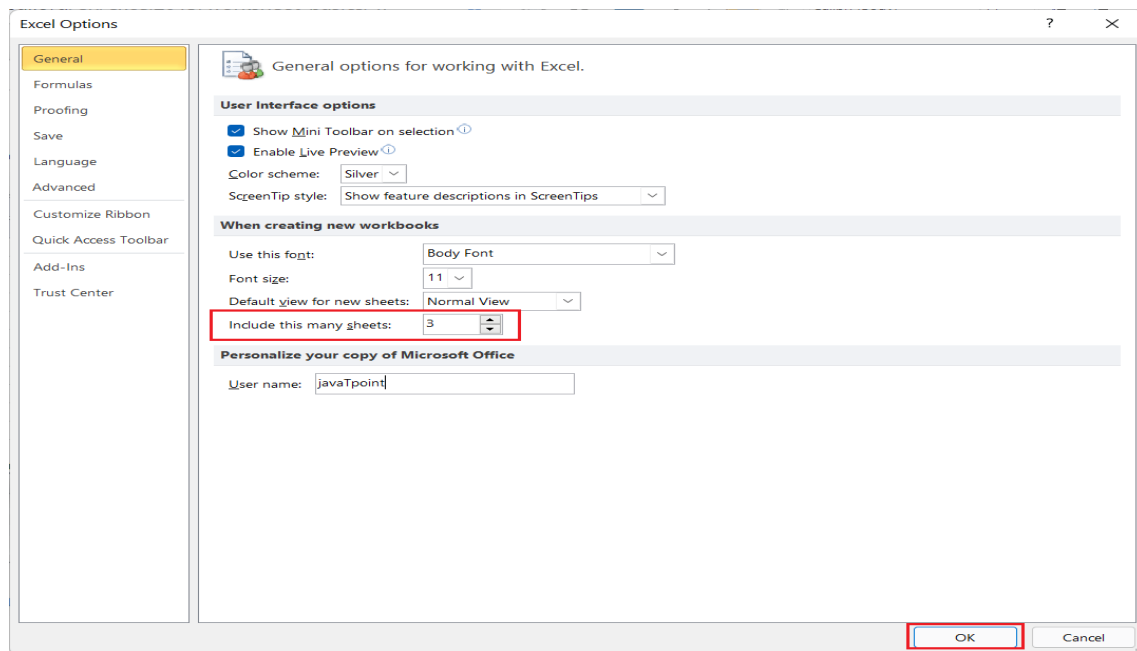 Excel Options ?
General
Formulas
Proofing
Save
Language
Advanced
Customize Ribbon
Quick Access Toolbar
Add-Ins
Trust Center
General options for working with Excel.
User Interface options
Show Mini Toolbar on selection
Enable Live Preview
Color scheme: Silver
ScreenTip style: Show feature descriptions in ScreenTips
When creating new workbooks
Use this font: Body Font
Font size: 11
Default view for new sheets: Normal View
Include this many sheets: 3
Personalize your copy of Microsoft Office
User name: javaTpoint
OK Cancel